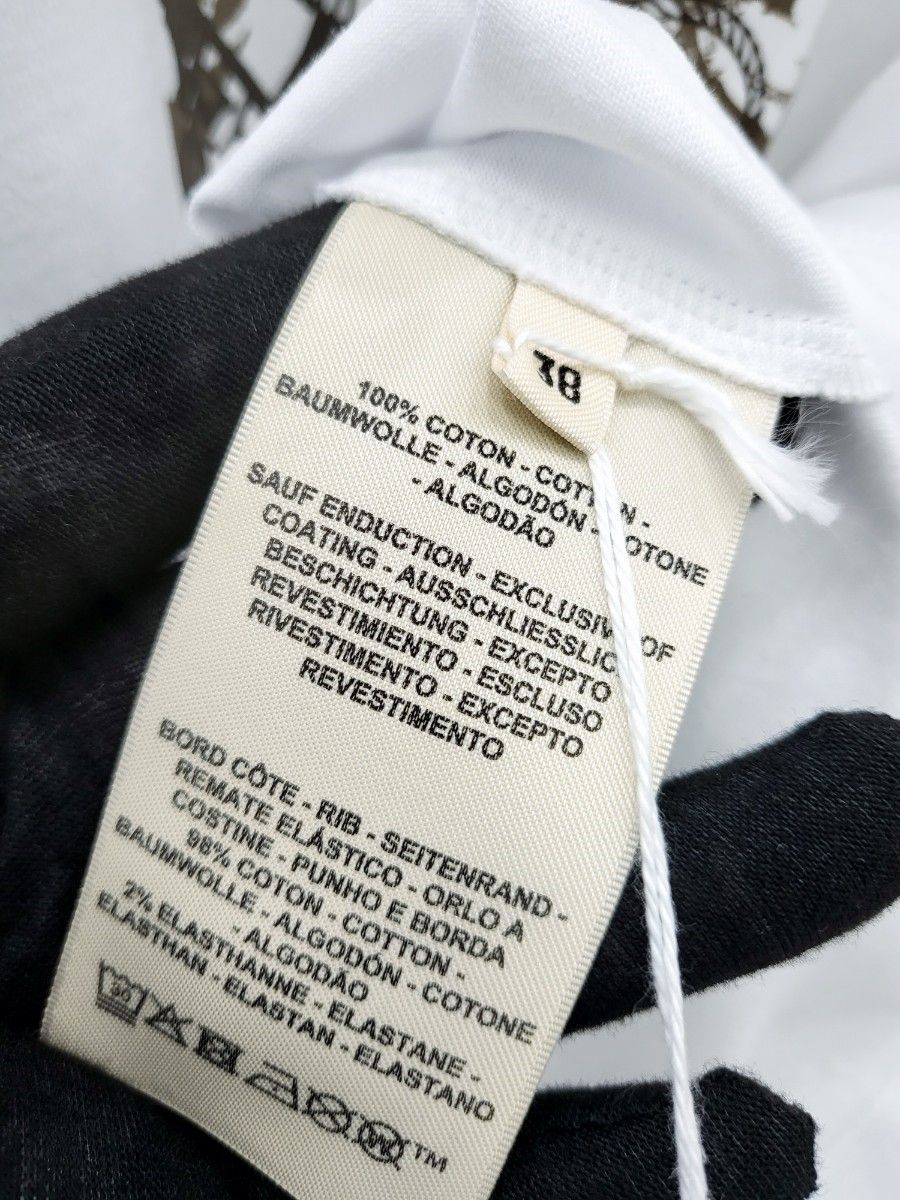 38
100% COTON - COTTON -
BAUMWOLLE - ALGODÓN - COTONE
- ALGODÃO
SAUF ENDUCTION - EXCLUSIVE OF
COATING - AUSSCHLIESSLICH
BESCHICHTUNG - EXCEPTO
REVESTIMIENTO - ESCLUSO
RIVESTIMENTO - EXCEPTO
REVESTIMENTO
BORD CÔTE - RIB - SEITENRAND -
REMATE ELÁSTICO - ORLO A
COSTINE - PUNHO E BORDA
98% COTON - COTTON -
BAUMWOLLE - ALGODÓN - COTONE
- ALGODÃO
2% ELASTHANNE - ELASTANE -
ELASTHAN - ELASTAN - ELASTANO
30 W TM